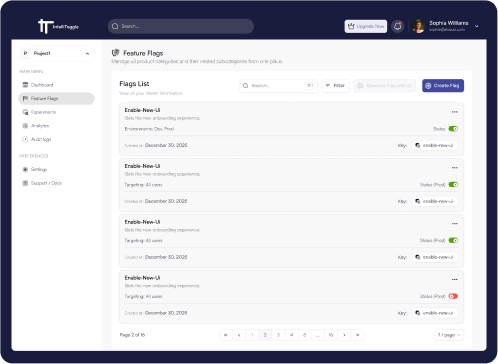 IntelliToggle
Search...
Upgrade Now
Sophia Williams
sophia@alusci.com
P Project1
MAIN MENU
Dashboard
Feature Flags
Experiments
Analytics
Audit logs
PREFERENCES
Settings
Support / Docs
Feature Flags
Manage all product categories and their related subcategories from one place.
Flags List
View all your clients information.
Search...
Filter
Generate Flags with AI
Create Flag
Enable-New-Ui
Gets the new onboarding experience.
Environments: Dev, Prod
Status
Created at: December 30, 2025
Key: enable-new-ui
Enable-New-Ui
Gets the new onboarding experience.
Targeting: All users
Status (Prod)
Created at: December 30, 2025
Key: enable-new-ui
Enable-New-Ui
Gets the new onboarding experience.
Targeting: All users
Status (Prod)
Created at: December 30, 2025
Key: enable-new-ui
Enable-New-Ui
Gets the new onboarding experience.
Targeting: All users
Status (Prod)
Created at: December 30, 2025
Key: enable-new-ui
Page 2 of 16
« ‹ 1 2 3 4 5 ... 16 › »
7 / page